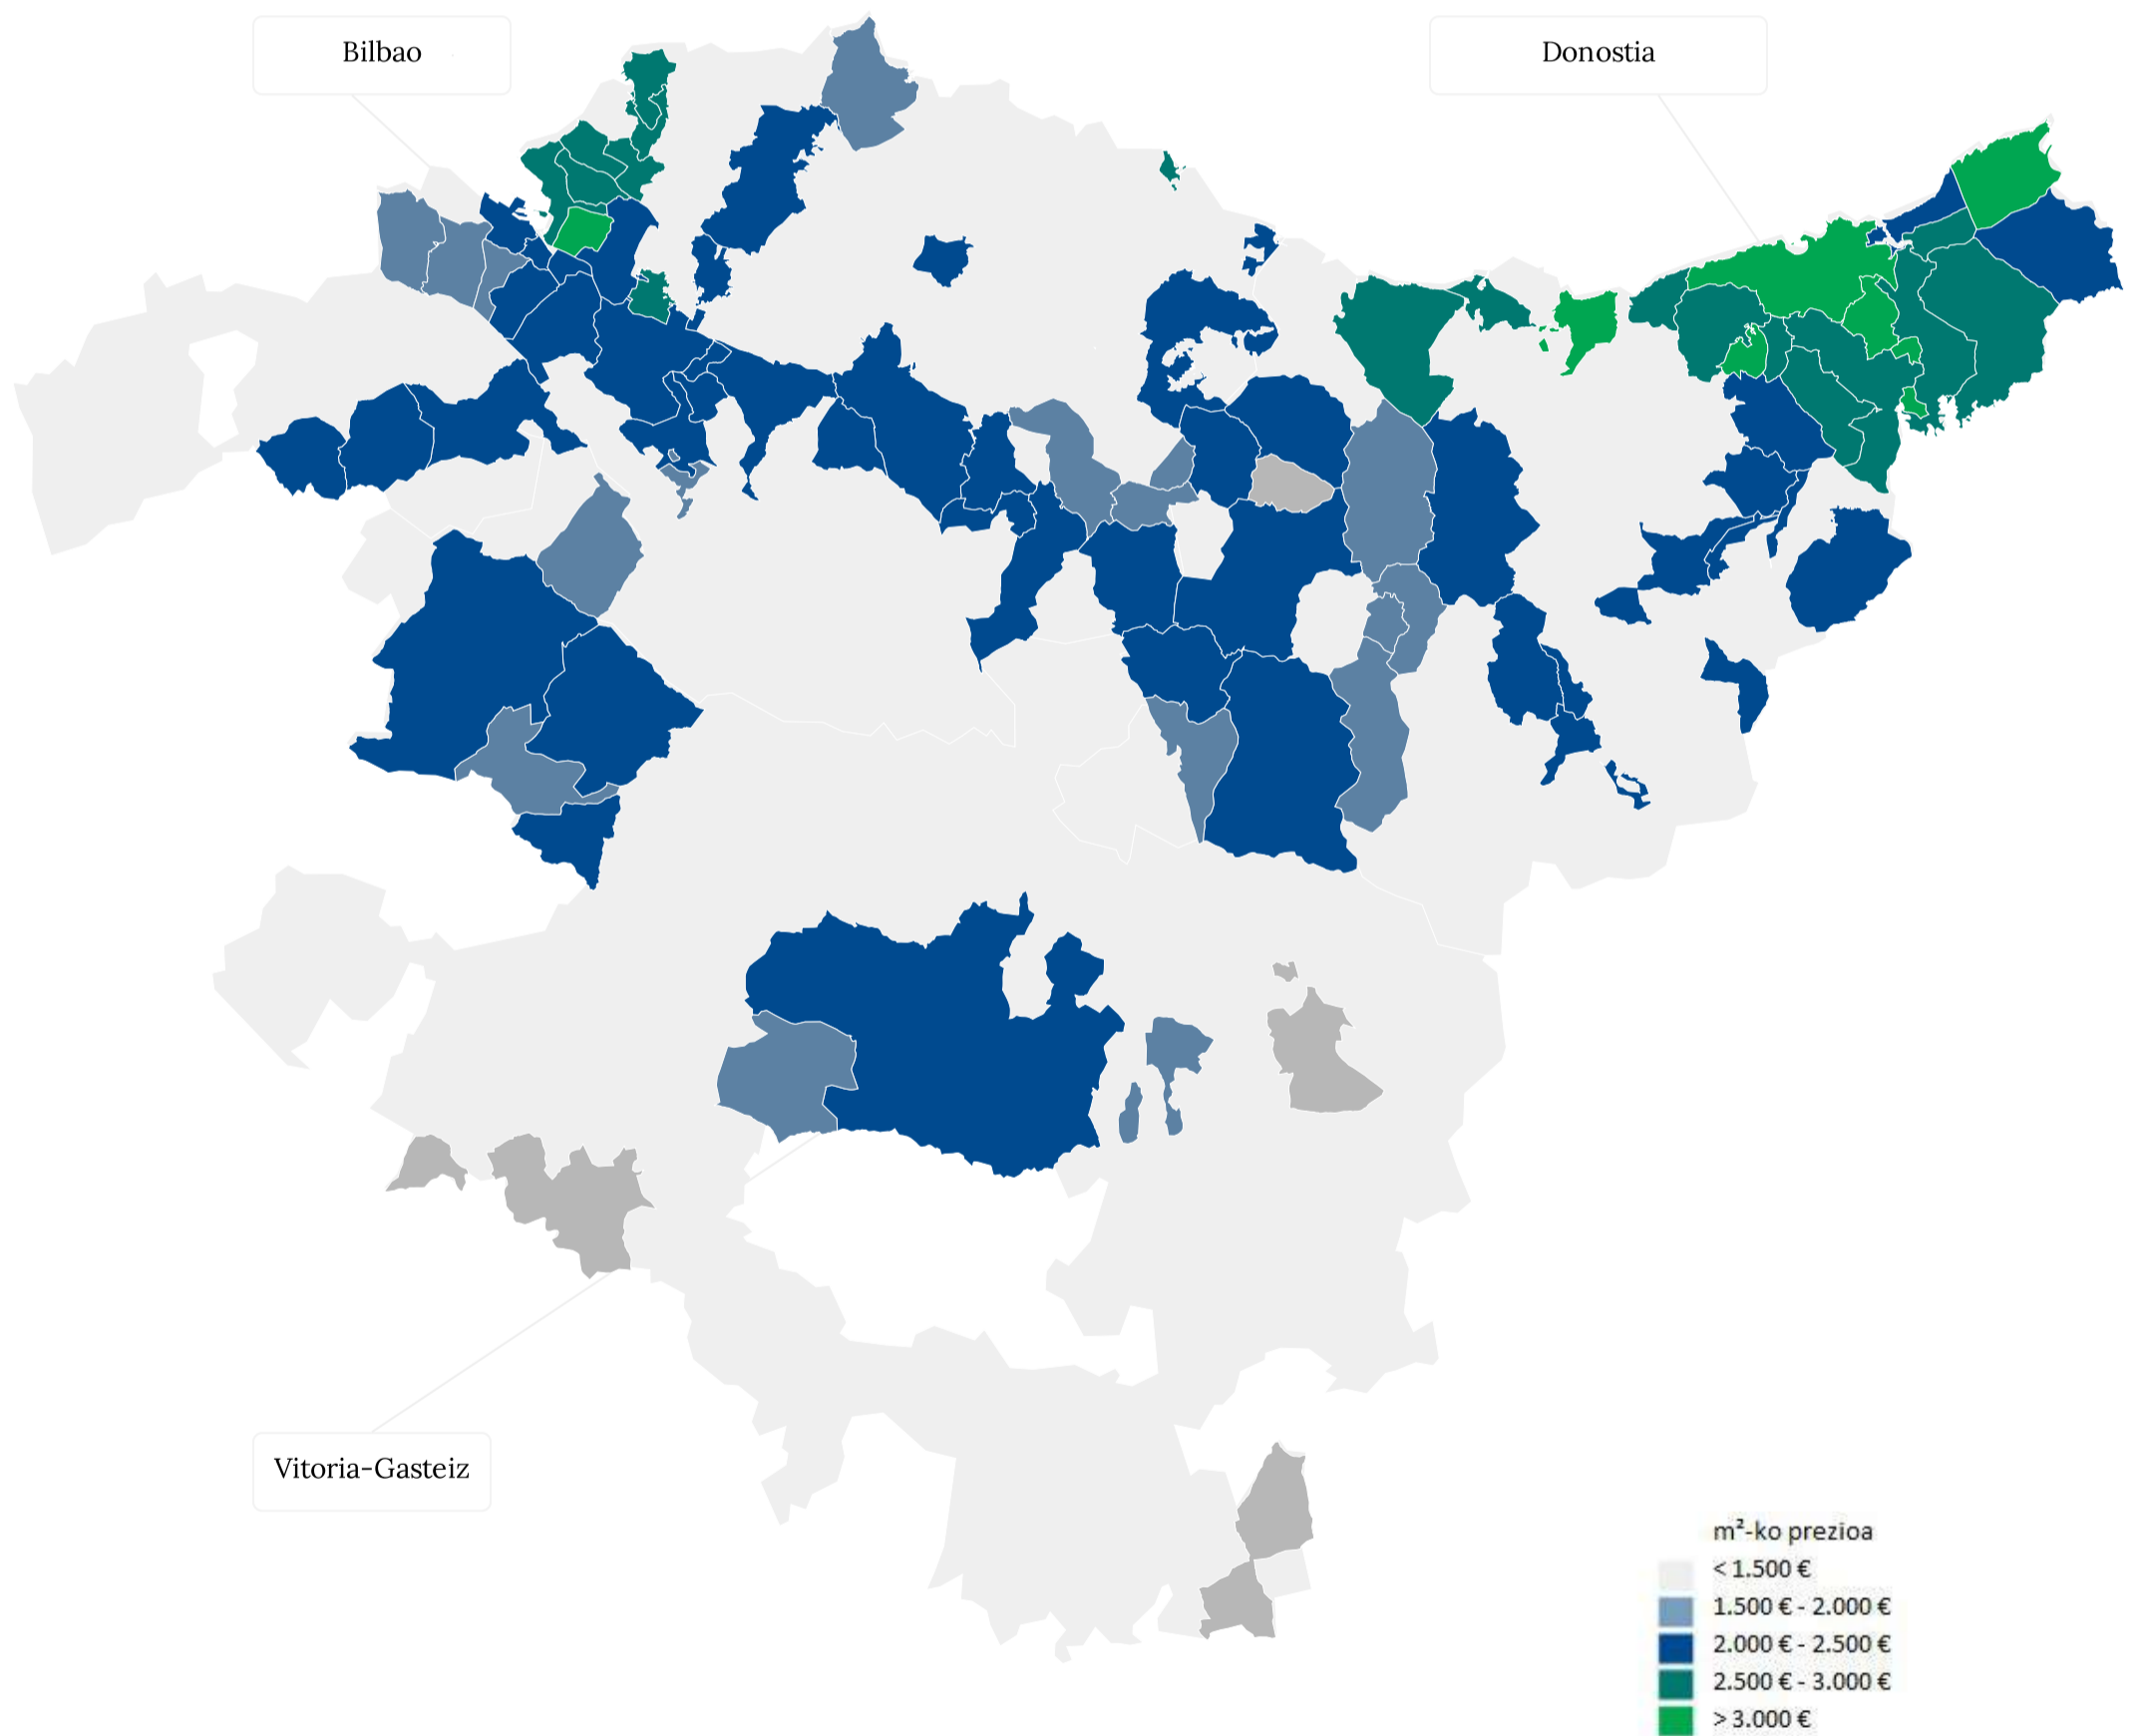 Bilbao
Donostia
Vitoria-Gasteiz
m²-ko prezioa
< 1.500 €
1.500 € - 2.000 €
2.000 € - 2.500 €
2.500 € - 3.000 €
> 3.000 €